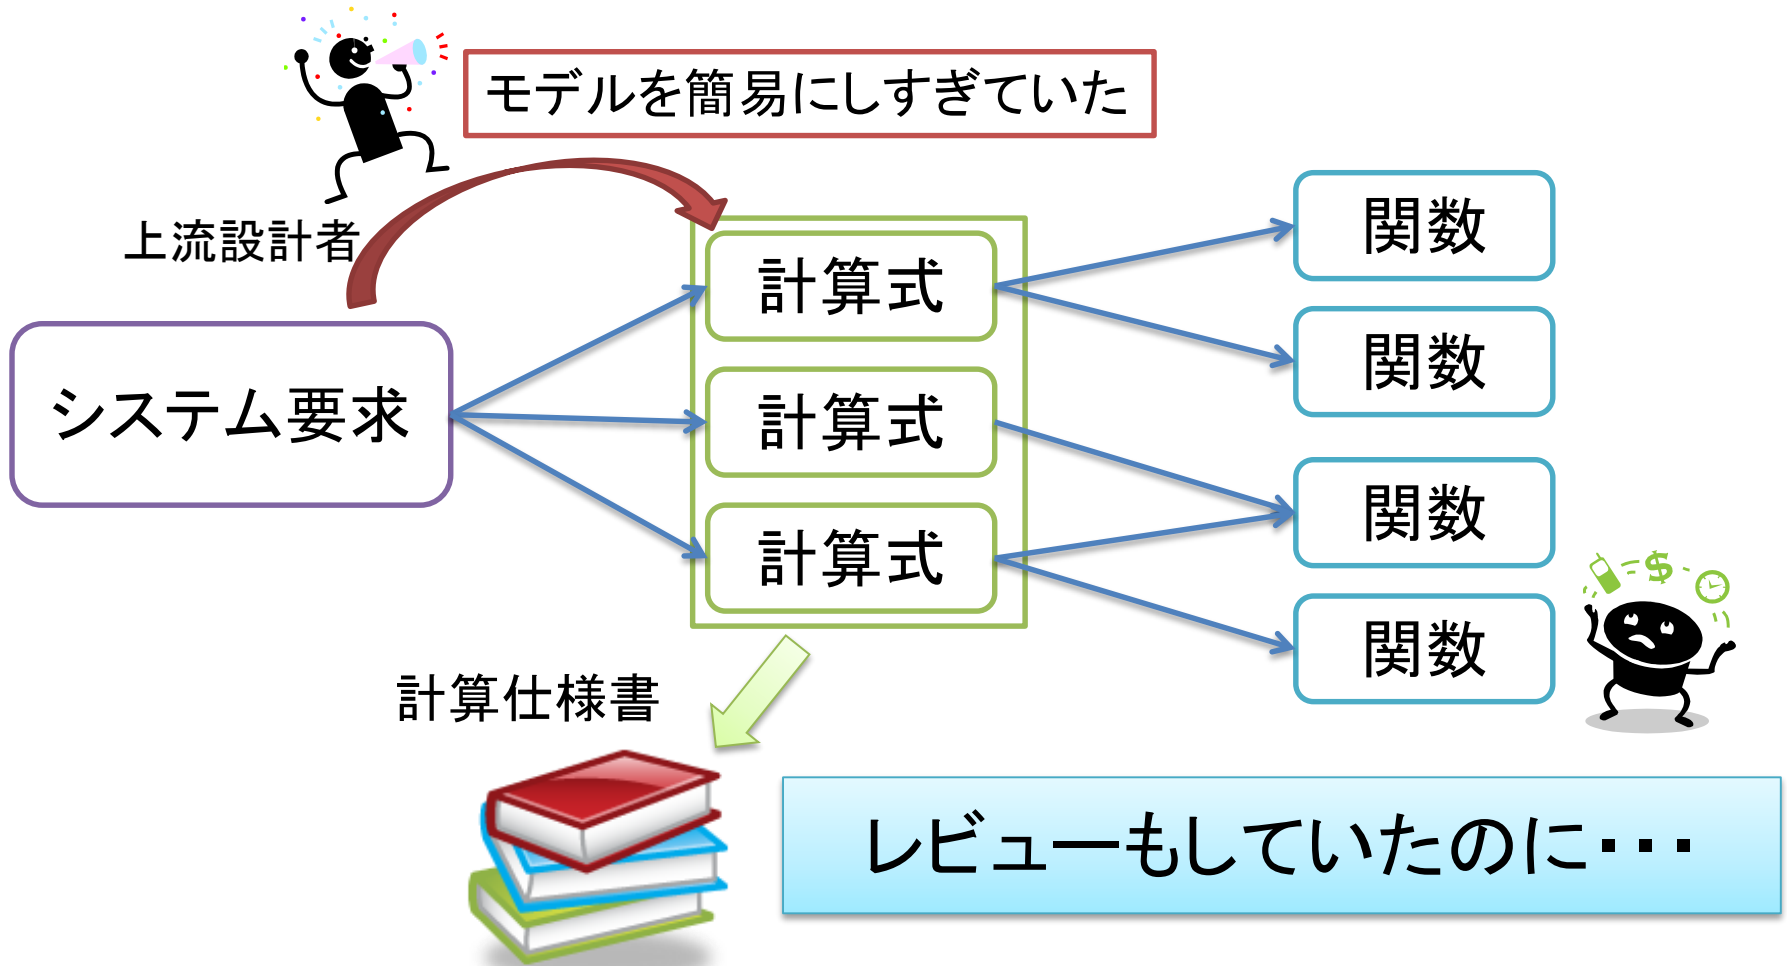 モデルを簡易にしすぎていた
上流設計者
システム要求
計算式
計算式
計算式
関数
関数
関数
関数
計算仕様書
レビューもしていたのに・・・
$